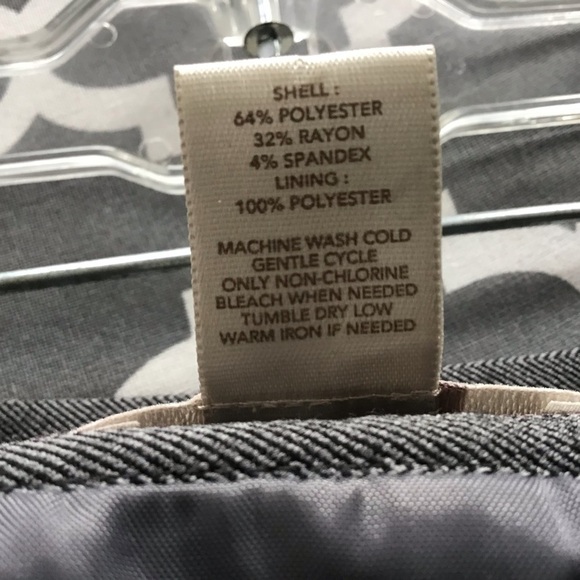 SHELL :
64% POLYESTER
32% RAYON
4% SPANDEX
LINING :
100% POLYESTER
MACHINE WASH COLD
GENTLE CYCLE
ONLY NON-CHLORINE
BLEACH WHEN NEEDED
TUMBLE DRY LOW
WARM IRON IF NEEDED